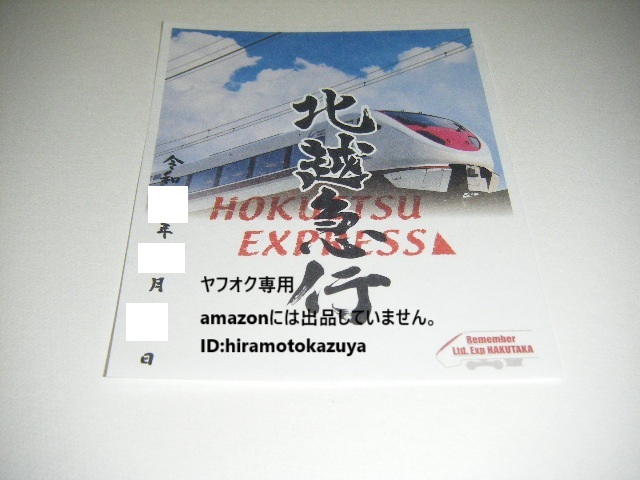 北越急行
令和
年
月
日
HOKUETSU
EXPRESS
ヤフオク専用
amazonには出品していません。
ID:hiramotokazuya
Remember
Ltd. Exp HAKUTAKA